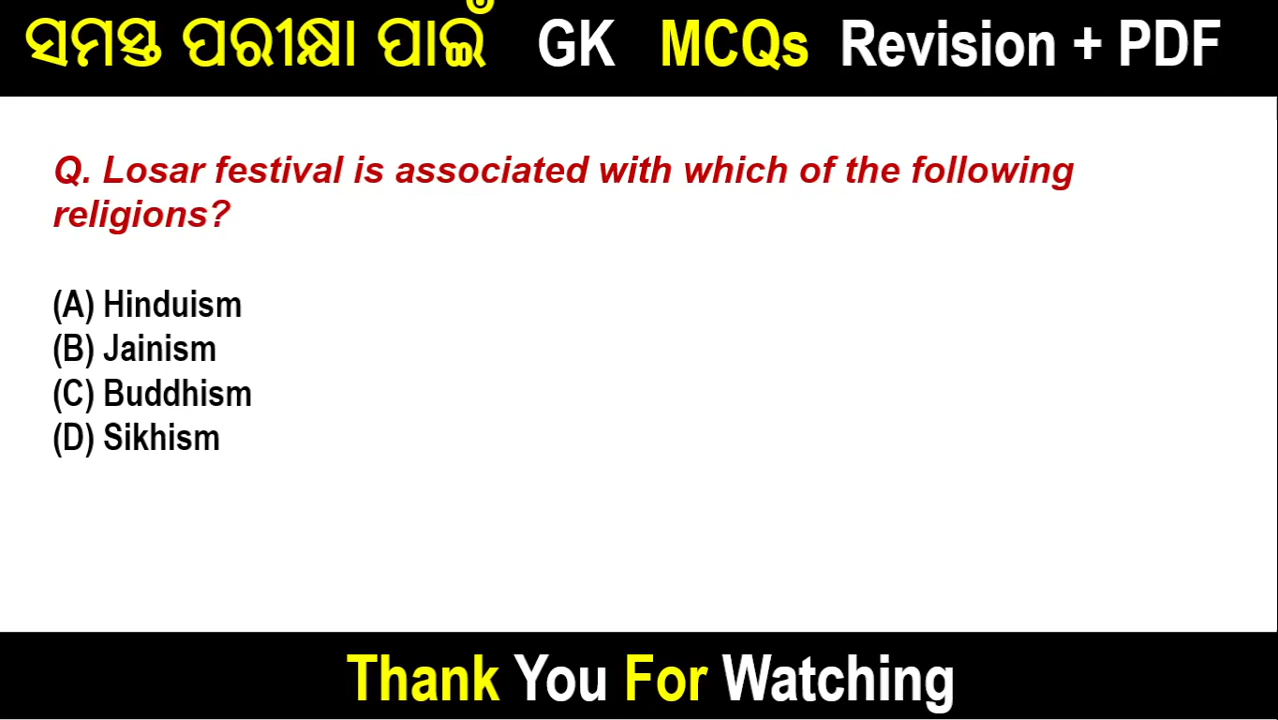 ସମସ୍ତ ପରୀକ୍ଷା ପାଇଁ GK MCQs Revision + PDF
Q. Losar festival is associated with which of the following
religions?
(A) Hinduism
(B) Jainism
(C) Buddhism
(D) Sikhism
Thank You For Watching